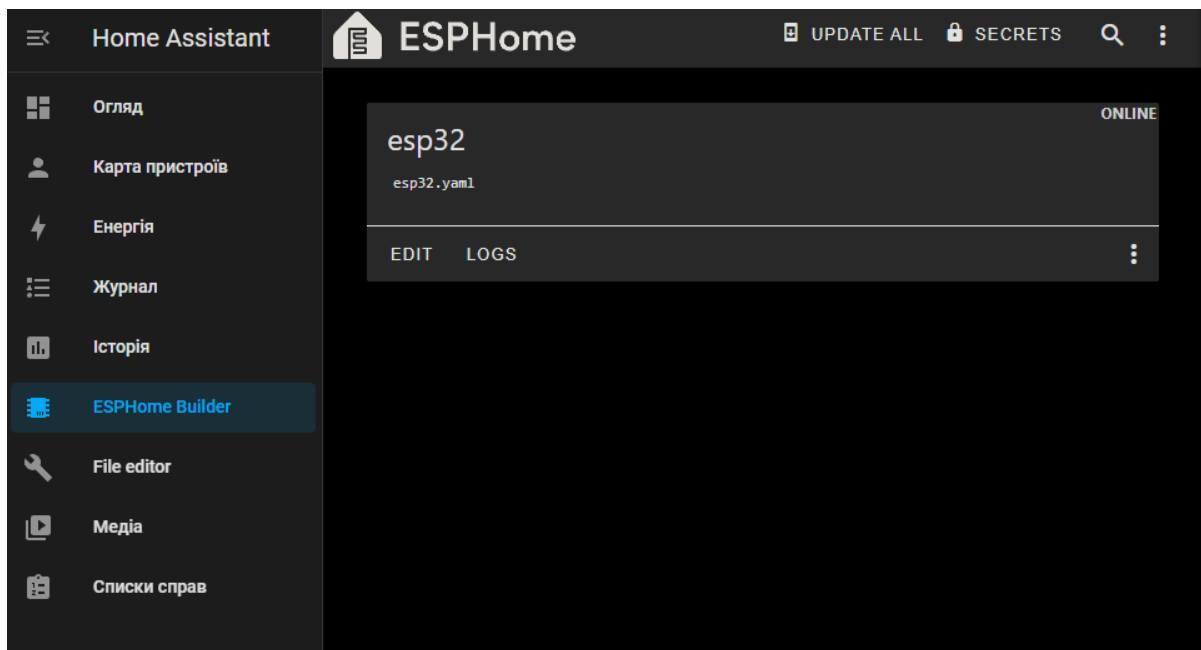 Home Assistant
ESPHome
UPDATE ALL
SECRETS
Огляд
Карта пристроїв
Енергія
Журнал
Історія
ESPHome Builder
File editor
Медіа
Списки справ
ONLINE
esp32
esp32.yaml
EDIT
LOGS